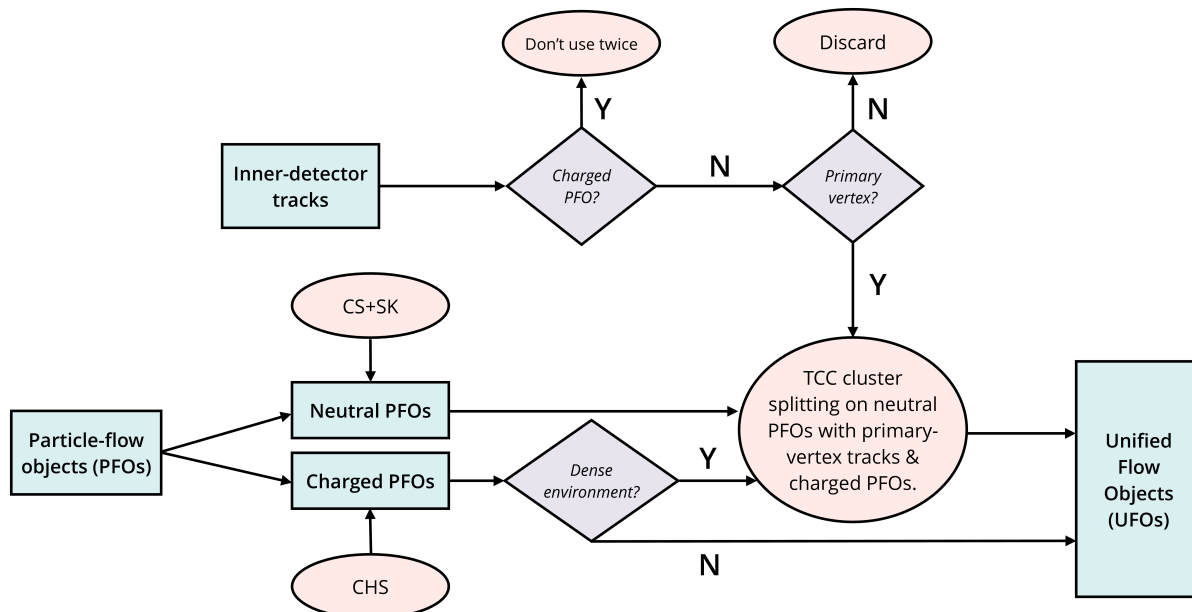 Don't use twice
Discard
Y
N
Inner-detector
tracks
Charged
PFO?
N
Primary
vertex?
Y
CS+SK
TCC cluster
splitting on neutral
PFOs with primary-
vertex tracks &
charged PFOs.
Neutral PFOs
Particle-flow
objects (PFOs)
Charged PFOs
Dense
environment?
Y
Unified
Flow
Objects
(UFOs)
N
CHS